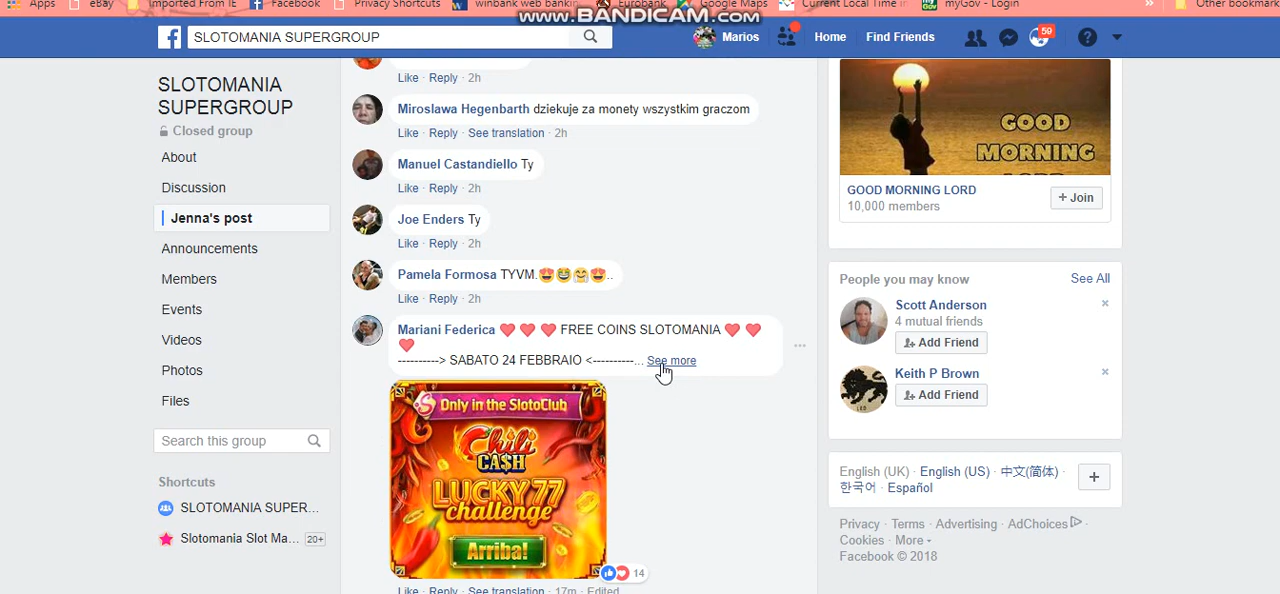 Apps eBay Imported From IE Facebook Privacy Shortcuts winbank web bankin Eurobank Google Maps Current Local Time in myGov - Login » Other bookmark
www.BANDICAM.com
SLOTOMANIA SUPERGROUP
Marios Home Find Friends 59
SLOTOMANIA
SUPERGROUP
Closed group
About
Discussion
Jenna's post
Announcements
Members
Events
Videos
Photos
Files
Search this group
Shortcuts
SLOTOMANIA SUPER...
Slotomania Slot Ma... 20+
Like · Reply · 2h
Miroslawa Hegenbarth dziekuje za monety wszystkim graczom
Like · Reply · See translation · 2h
Manuel Castandiello Ty
Like · Reply · 2h
Joe Enders Ty
Like · Reply · 2h
Pamela Formosa TYVM.😍😄🤗😍..
Like · Reply · 2h
Mariani Federica ❤ ❤ ❤ FREE COINS SLOTOMANIA ❤ ❤
❤
----------> SABATO 24 FEBBRAIO <----------... See more
Only in the SlotoClub
Chili
CA$H
LUCKY 77
challenge
Arriba!
14
Like · Reply · See translation · 17m · Edited
GOOD
MORNING
LORD
GOOD MORNING LORD
10,000 members
+ Join
People you may know
See All
Scott Anderson
4 mutual friends
Add Friend
Keith P Brown
Add Friend
LEO
English (UK) · English (US) · 中文(简体) ·
한국어 · Español
+
Privacy · Terms · Advertising · AdChoices
Cookies · More
Facebook © 2018